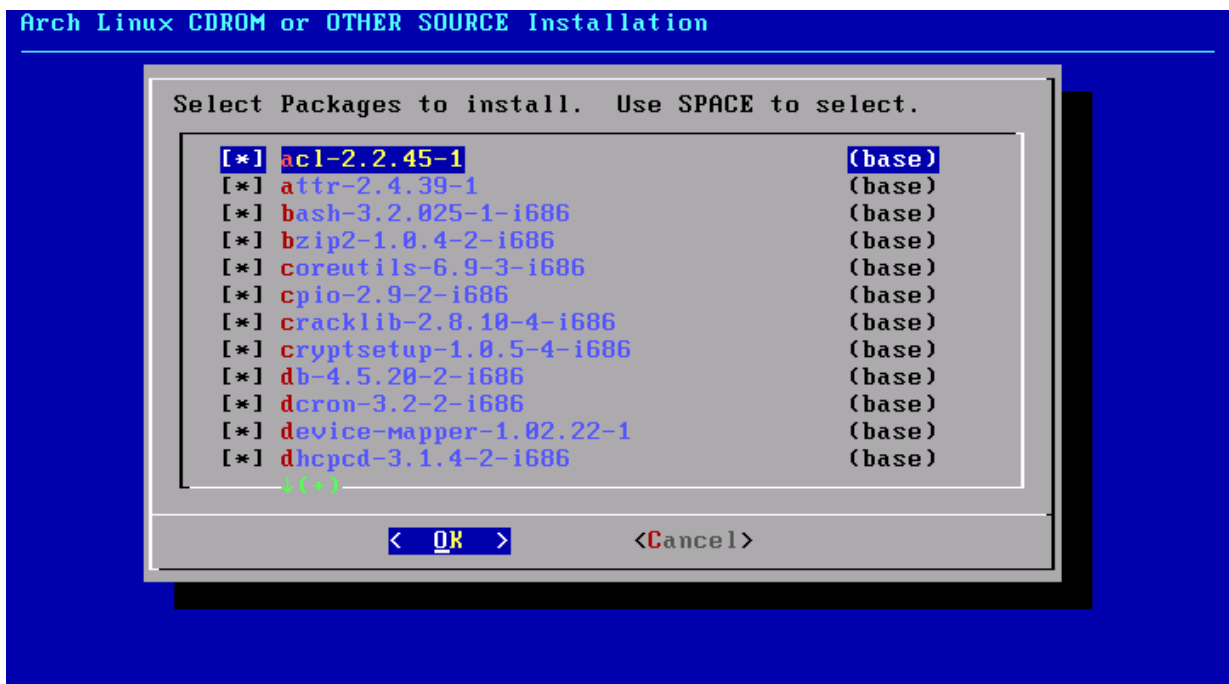 Arch Linux CDROM or OTHER SOURCE Installation
Select Packages to install.  Use SPACE to select.
[*] acl-2.2.45-1 (base)
[*] attr-2.4.39-1 (base)
[*] bash-3.2.025-1-i686 (base)
[*] bzip2-1.0.4-2-i686 (base)
[*] coreutils-6.9-3-i686 (base)
[*] cpio-2.9-2-i686 (base)
[*] cracklib-2.8.10-4-i686 (base)
[*] cryptsetup-1.0.5-4-i686 (base)
[*] db-4.5.20-2-i686 (base)
[*] dcron-3.2-2-i686 (base)
[*] device-mapper-1.02.22-1 (base)
[*] dhcpcd-3.1.4-2-i686 (base)
↓(+)
<  OK  > <Cancel>